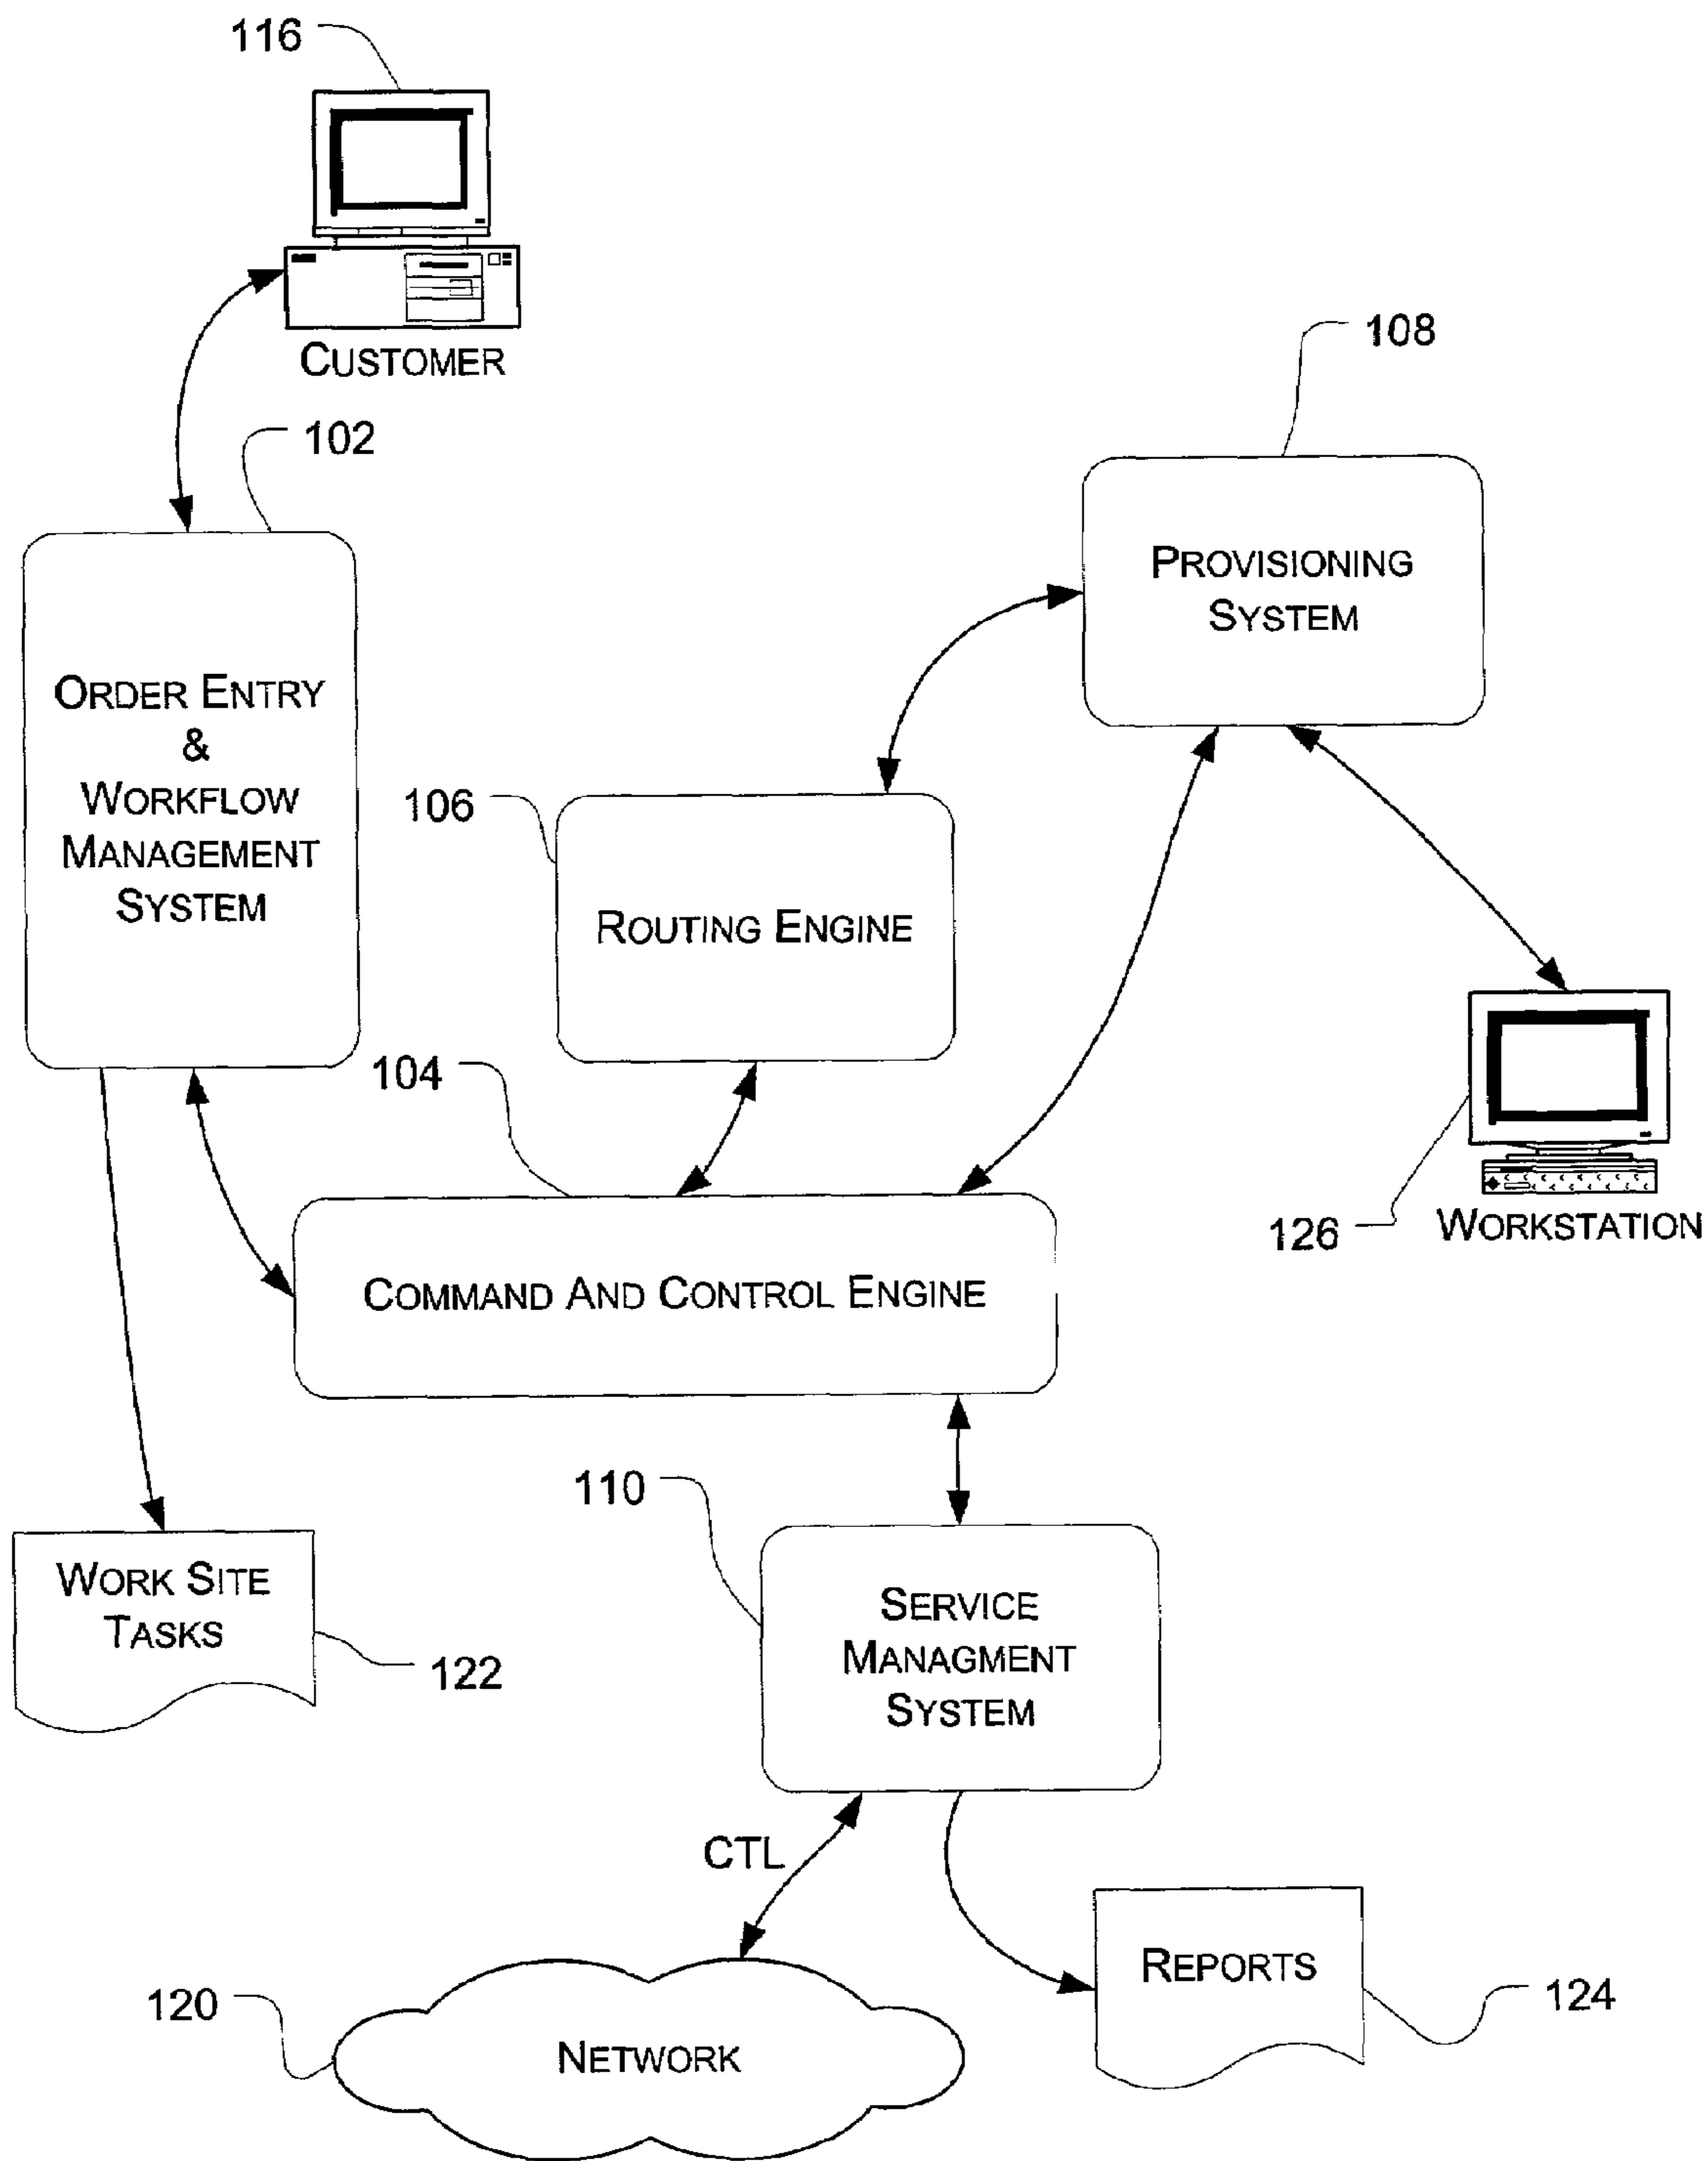 116
CUSTOMER
108
102
PROVISIONING
SYSTEM
ORDER ENTRY
&
WORKFLOW
MANAGEMENT
SYSTEM
106
ROUTING ENGINE
104
126
WORKSTATION
COMMAND AND CONTROL ENGINE
110
WORK SITE
TASKS
122
SERVICE
MANAGMENT
SYSTEM
CTL
REPORTS
124
120
NETWORK